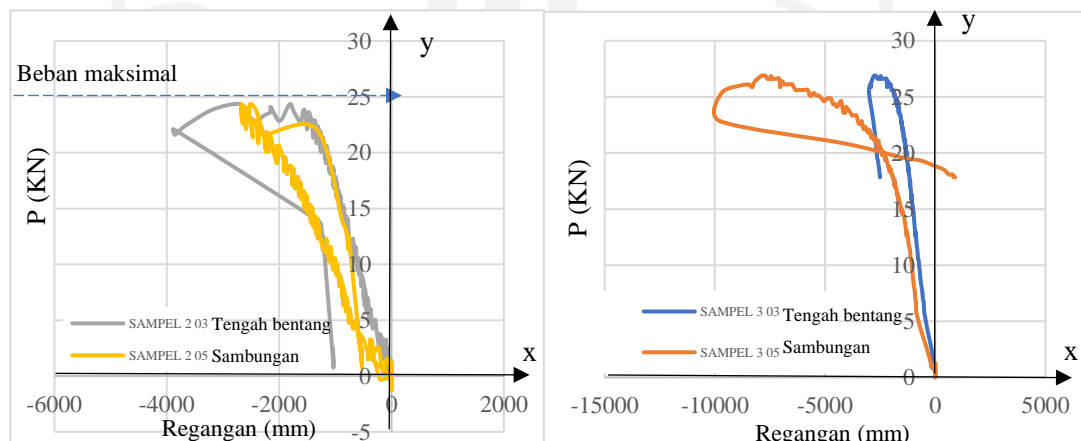 30
y
25
Beban maksimal
20
15
10
5
0
-5
P (KN)
SAMPEL 2 03 Tengah bentang
SAMPEL 2 05 Sambungan
x
-6000 -4000 -2000 0 2000
Regangan (mm)
30
y
25
20
15
10
5
0
P (KN)
SAMPEL 3 03 Tengah bentang
SAMPEL 3 05 Sambungan
x
-15000 -10000 -5000 0 5000
Regangan (mm)